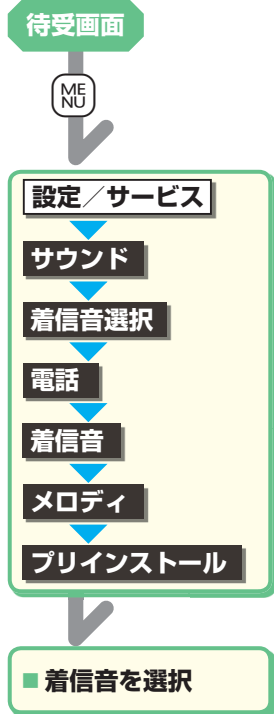 待受画面
ME
NU
設定／サービス
サウンド
着信音選択
電話
着信音
メロディ
プリインストール
■ 着信音を選択